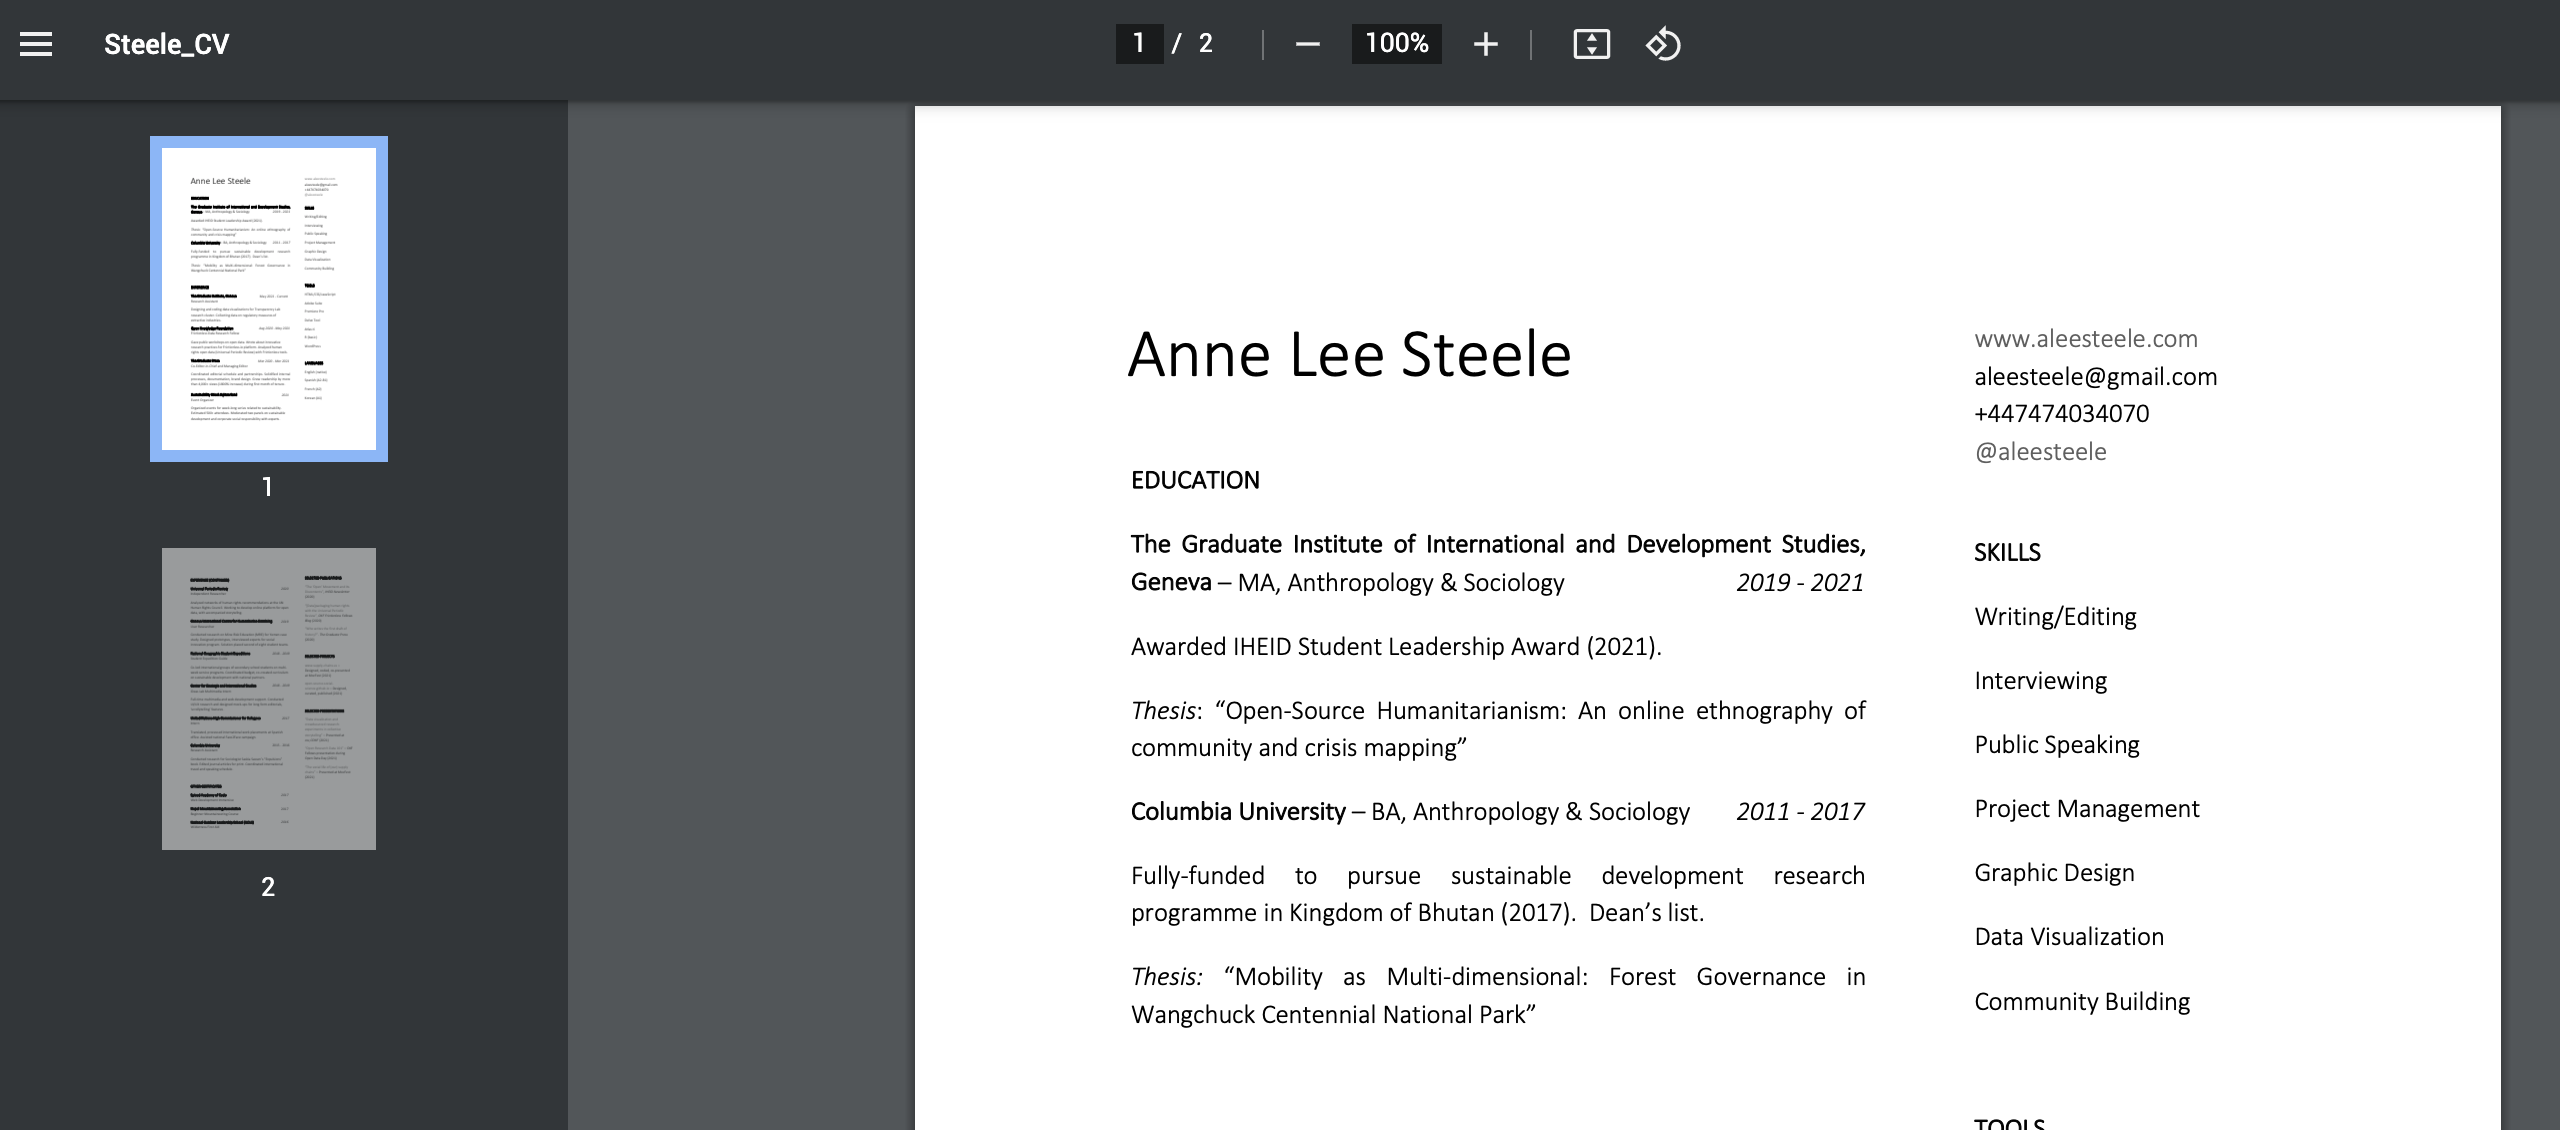 Steele_CV
1 / 2
100%
1
2
Anne Lee Steele
EDUCATION
The Graduate Institute of International and Development Studies,
Geneva – MA, Anthropology & Sociology 2019 - 2021
Awarded IHEID Student Leadership Award (2021).
Thesis: “Open-Source Humanitarianism: An online ethnography of
community and crisis mapping”
Columbia University – BA, Anthropology & Sociology 2011 - 2017
Fully-funded to pursue sustainable development research
programme in Kingdom of Bhutan (2017). Dean’s list.
Thesis: “Mobility as Multi-dimensional: Forest Governance in
Wangchuck Centennial National Park”
www.aleesteele.com
aleesteele@gmail.com
+447474034070
@aleesteele
SKILLS
Writing/Editing
Interviewing
Public Speaking
Project Management
Graphic Design
Data Visualization
Community Building
TOOLS